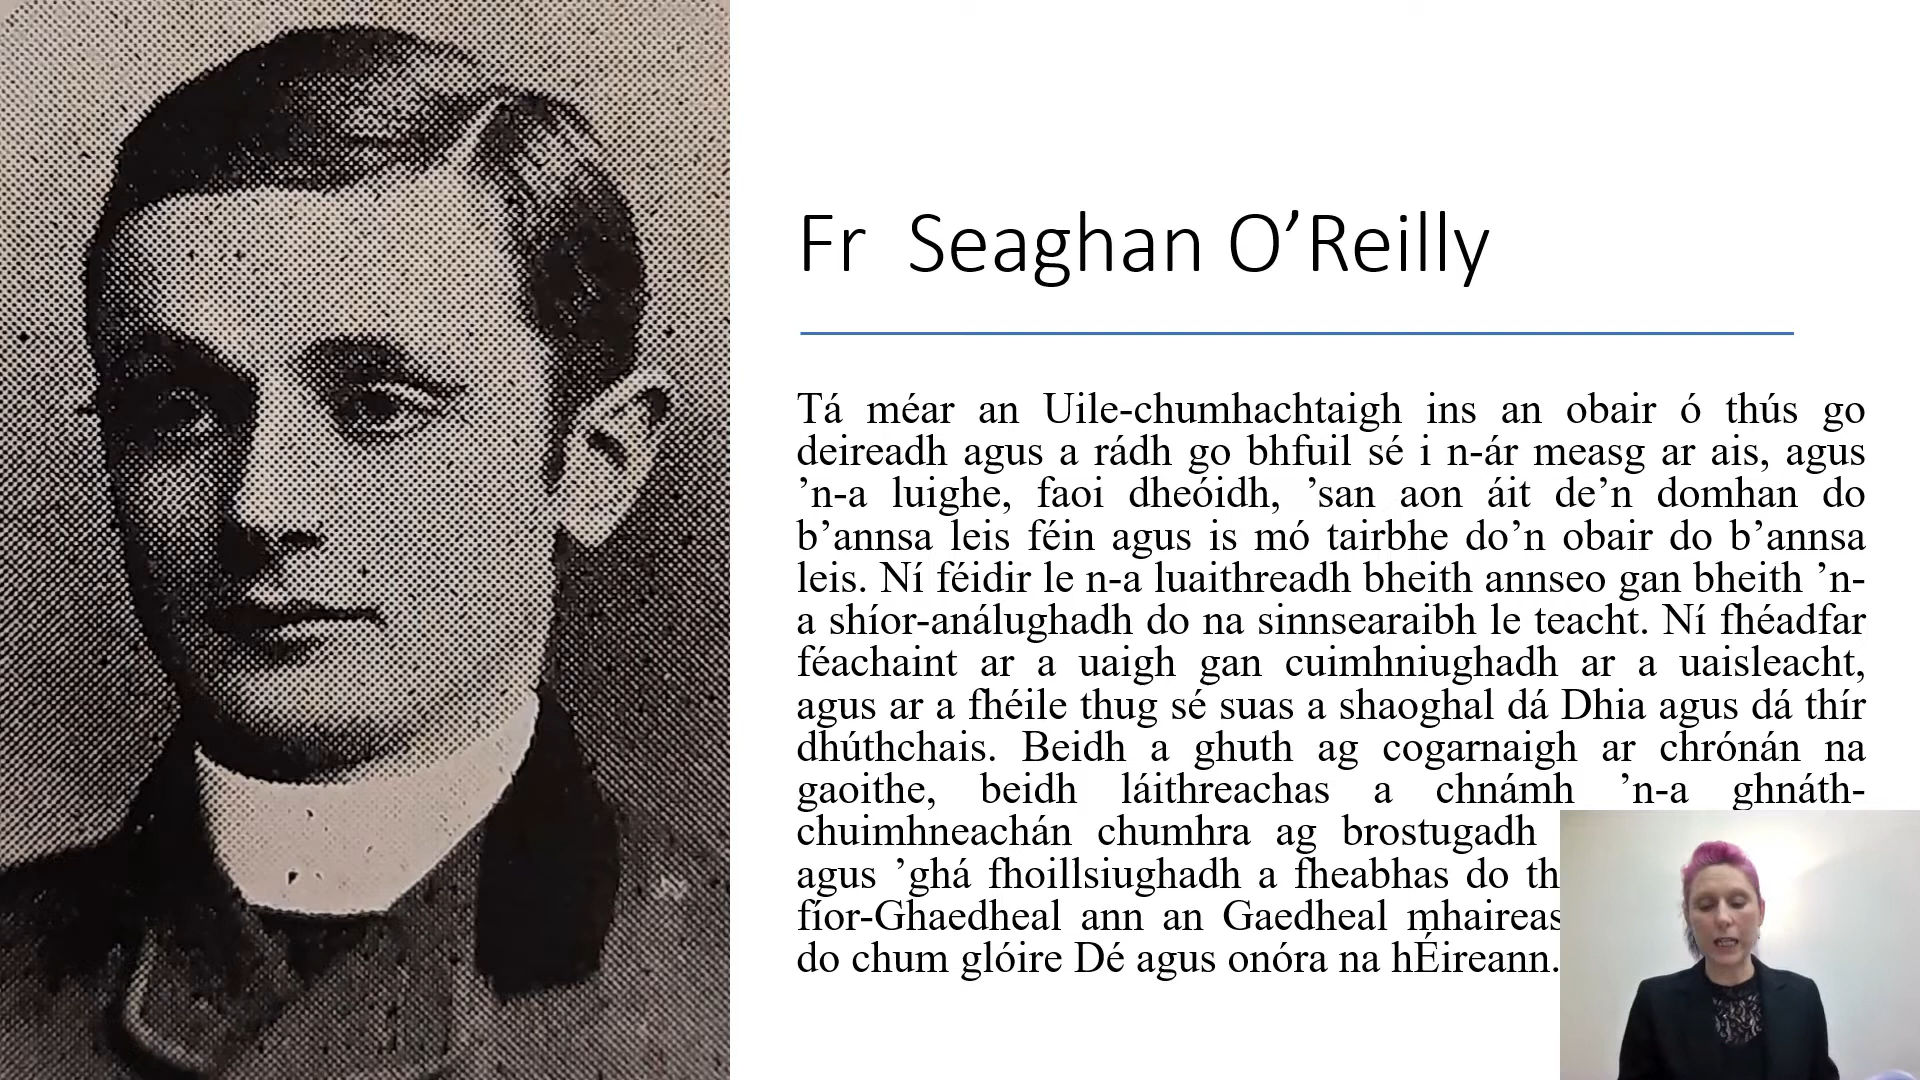 Fr Seaghan O’Reilly
Tá méar an Uile-chumhachtaigh ins an obair ó thús go
deireadh agus a rádh go bhfuil sé i n-ár measg ar ais, agus
’n-a luighe, faoi dheóidh, ’san aon áit de’n domhan do
b’annsa leis féin agus is mó tairbhe do’n obair do b’annsa
leis. Ní féidir le n-a luaithreadh bheith annseo gan bheith ’n-
a shíor-análughadh do na sinnsearaibh le teacht. Ní fhéadfar
féachaint ar a uaigh gan cuimhniughadh ar a uaisleacht,
agus ar a fhéile thug sé suas a shaoghal dá Dhia agus dá thír
dhúthchais. Beidh a ghuth ag cogarnaigh ar chrónán na
gaoithe, beidh láithreachas a chnámh ’n-a ghnáth-
chuimhneachán chumhra ag brostugadh
agus ’ghá fhoillsiughadh a fheabhas do
fíor-Ghaedheal ann an Gaedheal
do chum glóire Dé agus onóra na hÉireann.